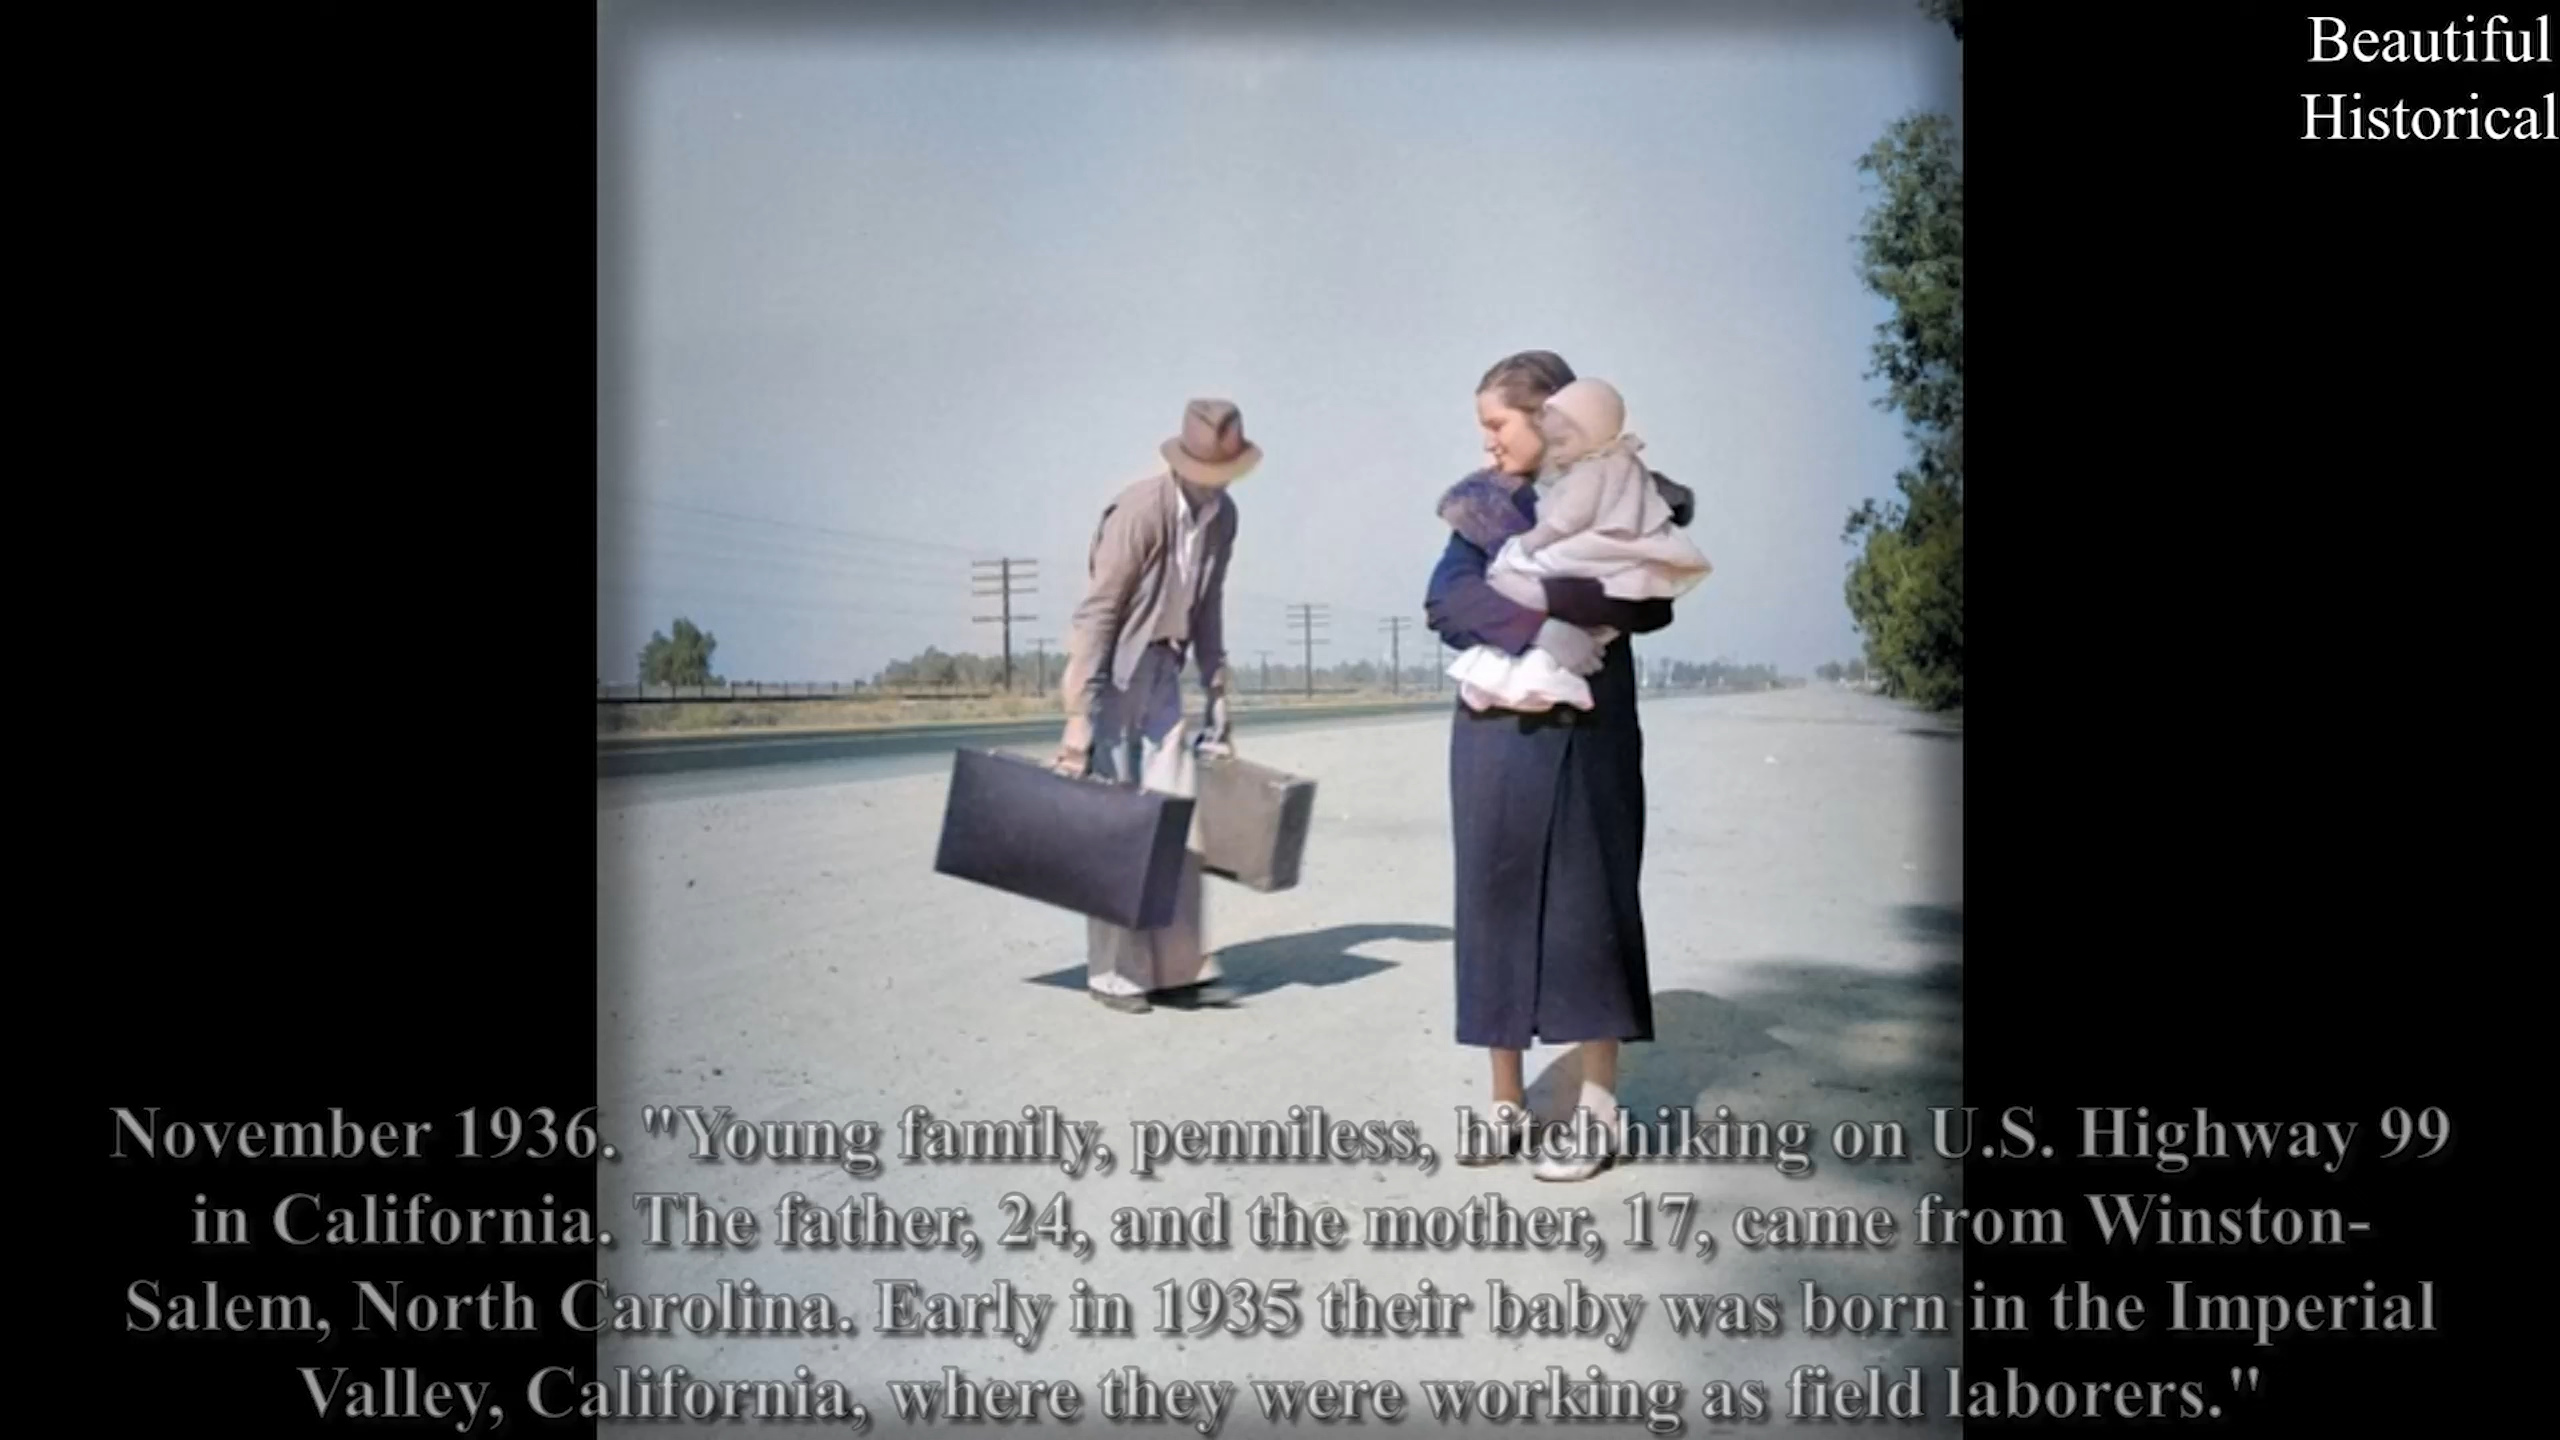 Beautiful
Historical
November 1936. "Young family, penniless, hitchhiking on U.S. Highway 99
in California. The father, 24, and the mother, 17, came from Winston-
Salem, North Carolina. Early in 1935 their baby was born in the Imperial
Valley, California, where they were working as field laborers."